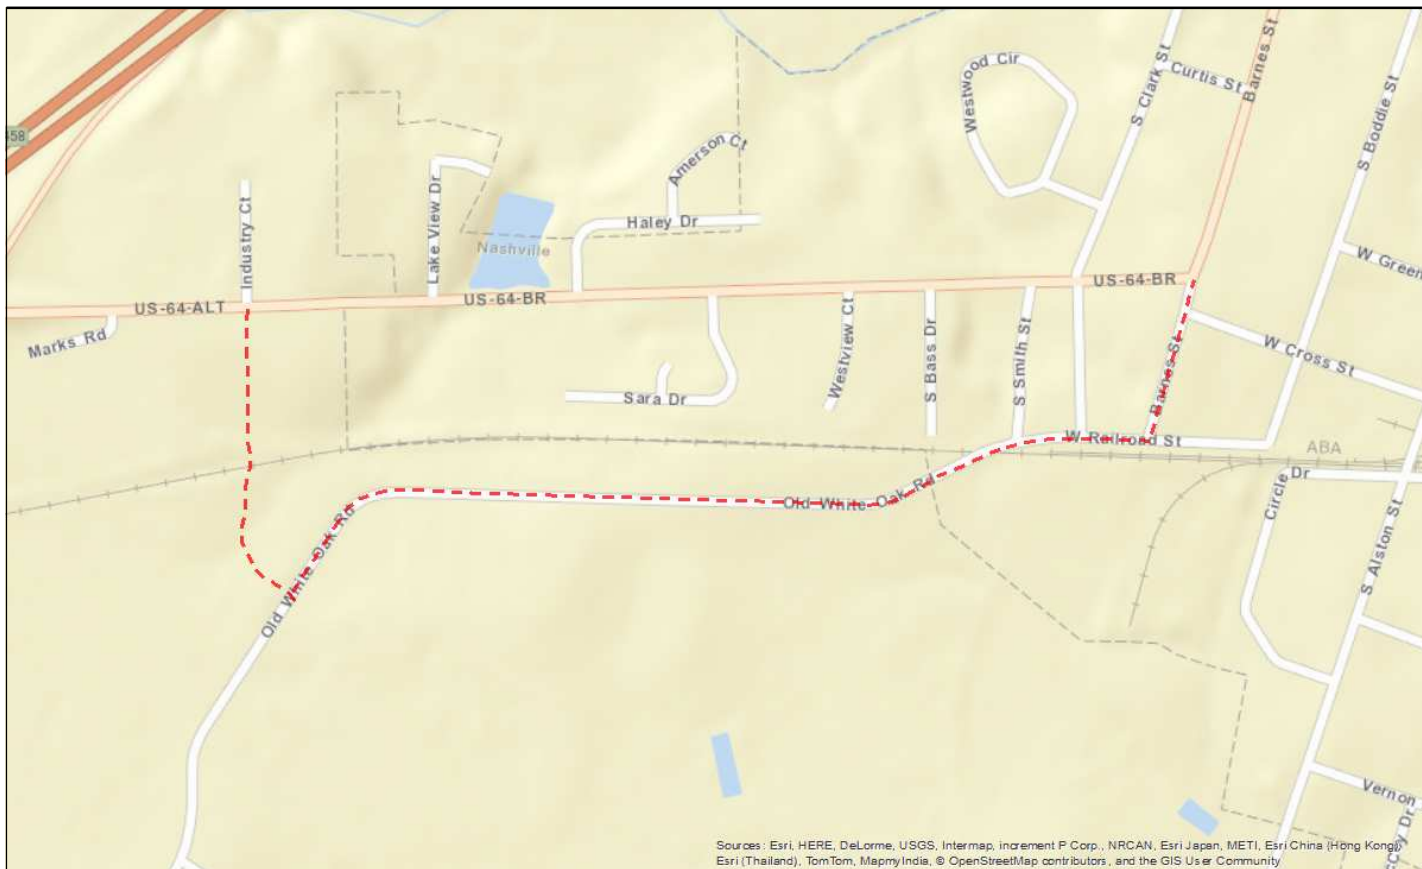 Westwood Cir
S Clark St
Curtis St
Barnes St
S Boddie St
58
Amerson Ct
Industry Ct
Lake View Dr
Haley Dr
Nashville
W Green
US-64-ALT
US-64-BR
US-64-BR
Marks Rd
Westview Ct
S Bass Dr
S Smith St
Barnes St
W Cross St
Sara Dr
W Railroad St
ABA
Circle Dr
Old White Oak Rd
S Alston St
Old White Oak Rd
Vernon
Dr
Sources: Esri, HERE, DeLorme, USGS, Intermap, increment P Corp., NRCAN, Esri Japan, METI, Esri China (Hong Kong),
Esri (Thailand), TomTom, MapmyIndia, © OpenStreetMap contributors, and the GIS User Community